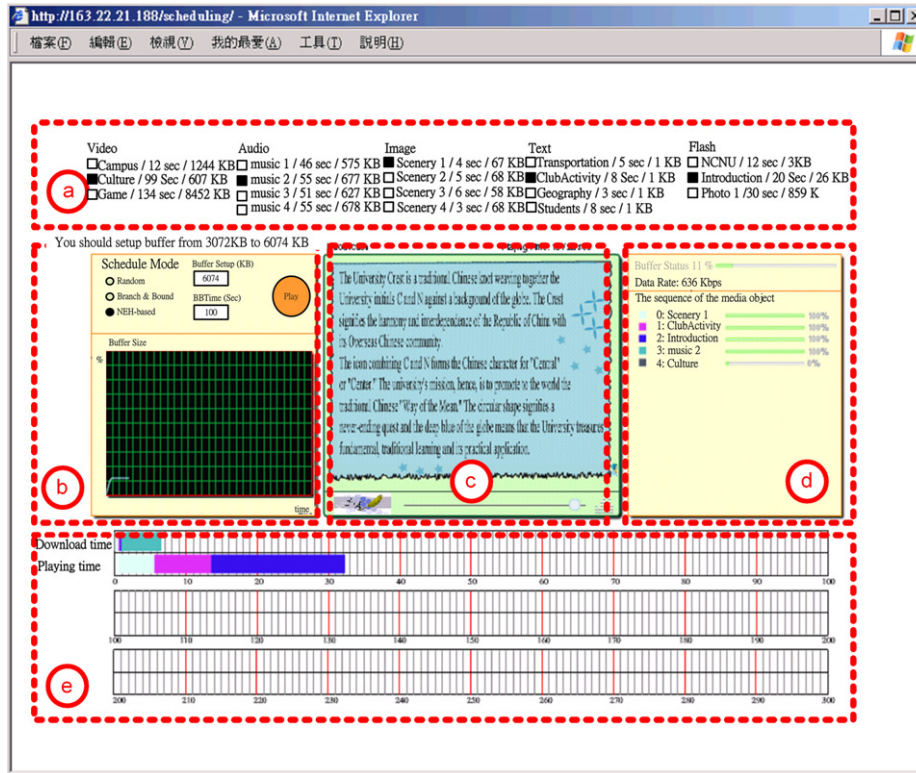 http://163.22.21.188/scheduling/ - Microsoft Internet Explorer
檔案(F) 編輯(E) 檢視(V) 我的最愛(A) 工具(T) 說明(H)
Video
Campus / 12 sec / 1244 KB
Culture / 99 Sec / 607 KB
Game / 134 sec / 8452 KB
Audio
music 1 / 46 sec / 575 KB
music 2 / 55 sec / 677 KB
music 3 / 51 sec / 627 KB
music 4 / 55 sec / 678 KB
Image
Scenery 1 / 4 sec / 67 KB
Scenery 2 / 5 sec / 68 KB
Scenery 3 / 6 sec / 58 KB
Scenery 4 / 3 sec / 68 KB
Text
Transportation / 5 sec / 1 KB
ClubActivity / 8 Sec / 1 KB
Geography / 3 sec / 1 KB
Students / 8 sec / 1 KB
Flash
NCNU / 12 sec / 3KB
Introduction / 20 Sec / 26 KB
Photo 1 /30 sec / 859 K
a
You should setup buffer from 3072KB to 6074 KB
Schedule Mode
Random
Branch & Bound
NEH-based
Buffer Setup (KB)
6074
BBTime (Sec)
100
Play
Buffer Size
%
time
b
The University Crest is a traditional Chinese knot weaving together the
University initials C and N against a background of the globe. The Crest
signifies the harmony and interdependence of the Republic of China with
its Overseas Chinese community.
The icon combining C and N forms the Chinese character for "Central"
or "Center." The university's mission, hence, is to promote to the world the
traditional Chinese "Way of the Mean." The circular shape signifies a
never-ending quest and the deep blue of the globe means that the University treasures
fundamental, traditional learning and its practical application.
c
Buffer Status 11 %
Data Rate: 636 Kbps
The sequence of the media object
0: Scenery 1 100%
1: ClubActivity 100%
2: Introduction 100%
3: music 2 100%
4: Culture 0%
d
Download time
Playing time
0 10 20 30 40 50 60 70 80 90 100
100 110 120 130 140 150 160 170 180 190 200
200 210 220 230 240 250 260 270 280 290 300
e